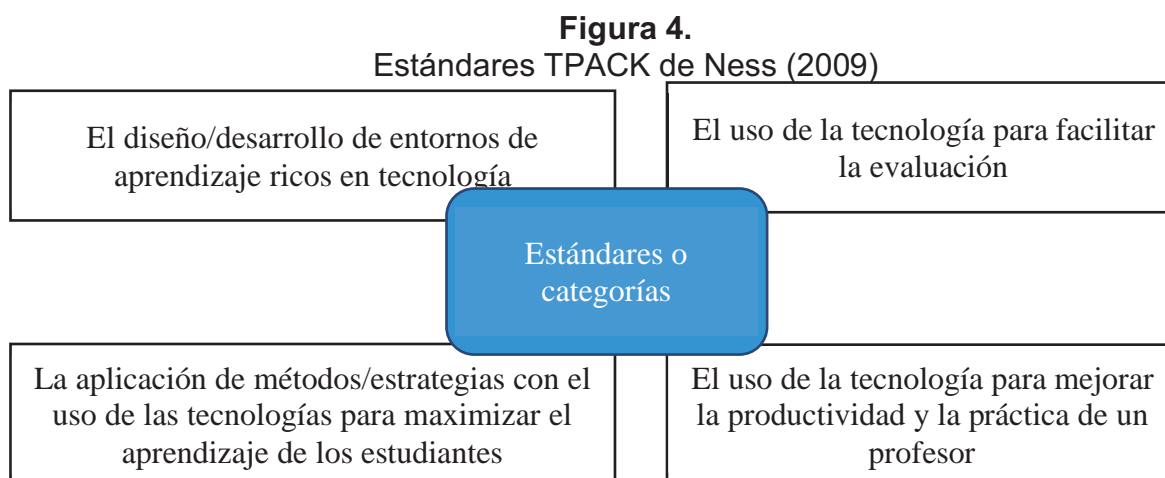 Figura 4.
Estándares TPACK de Ness (2009)
El diseño/desarrollo de entornos de
aprendizaje ricos en tecnología
El uso de la tecnología para facilitar
la evaluación
Estándares o
categorías
La aplicación de métodos/estrategias con el
uso de las tecnologías para maximizar el
aprendizaje de los estudiantes
El uso de la tecnología para mejorar
la productividad y la práctica de un
profesor